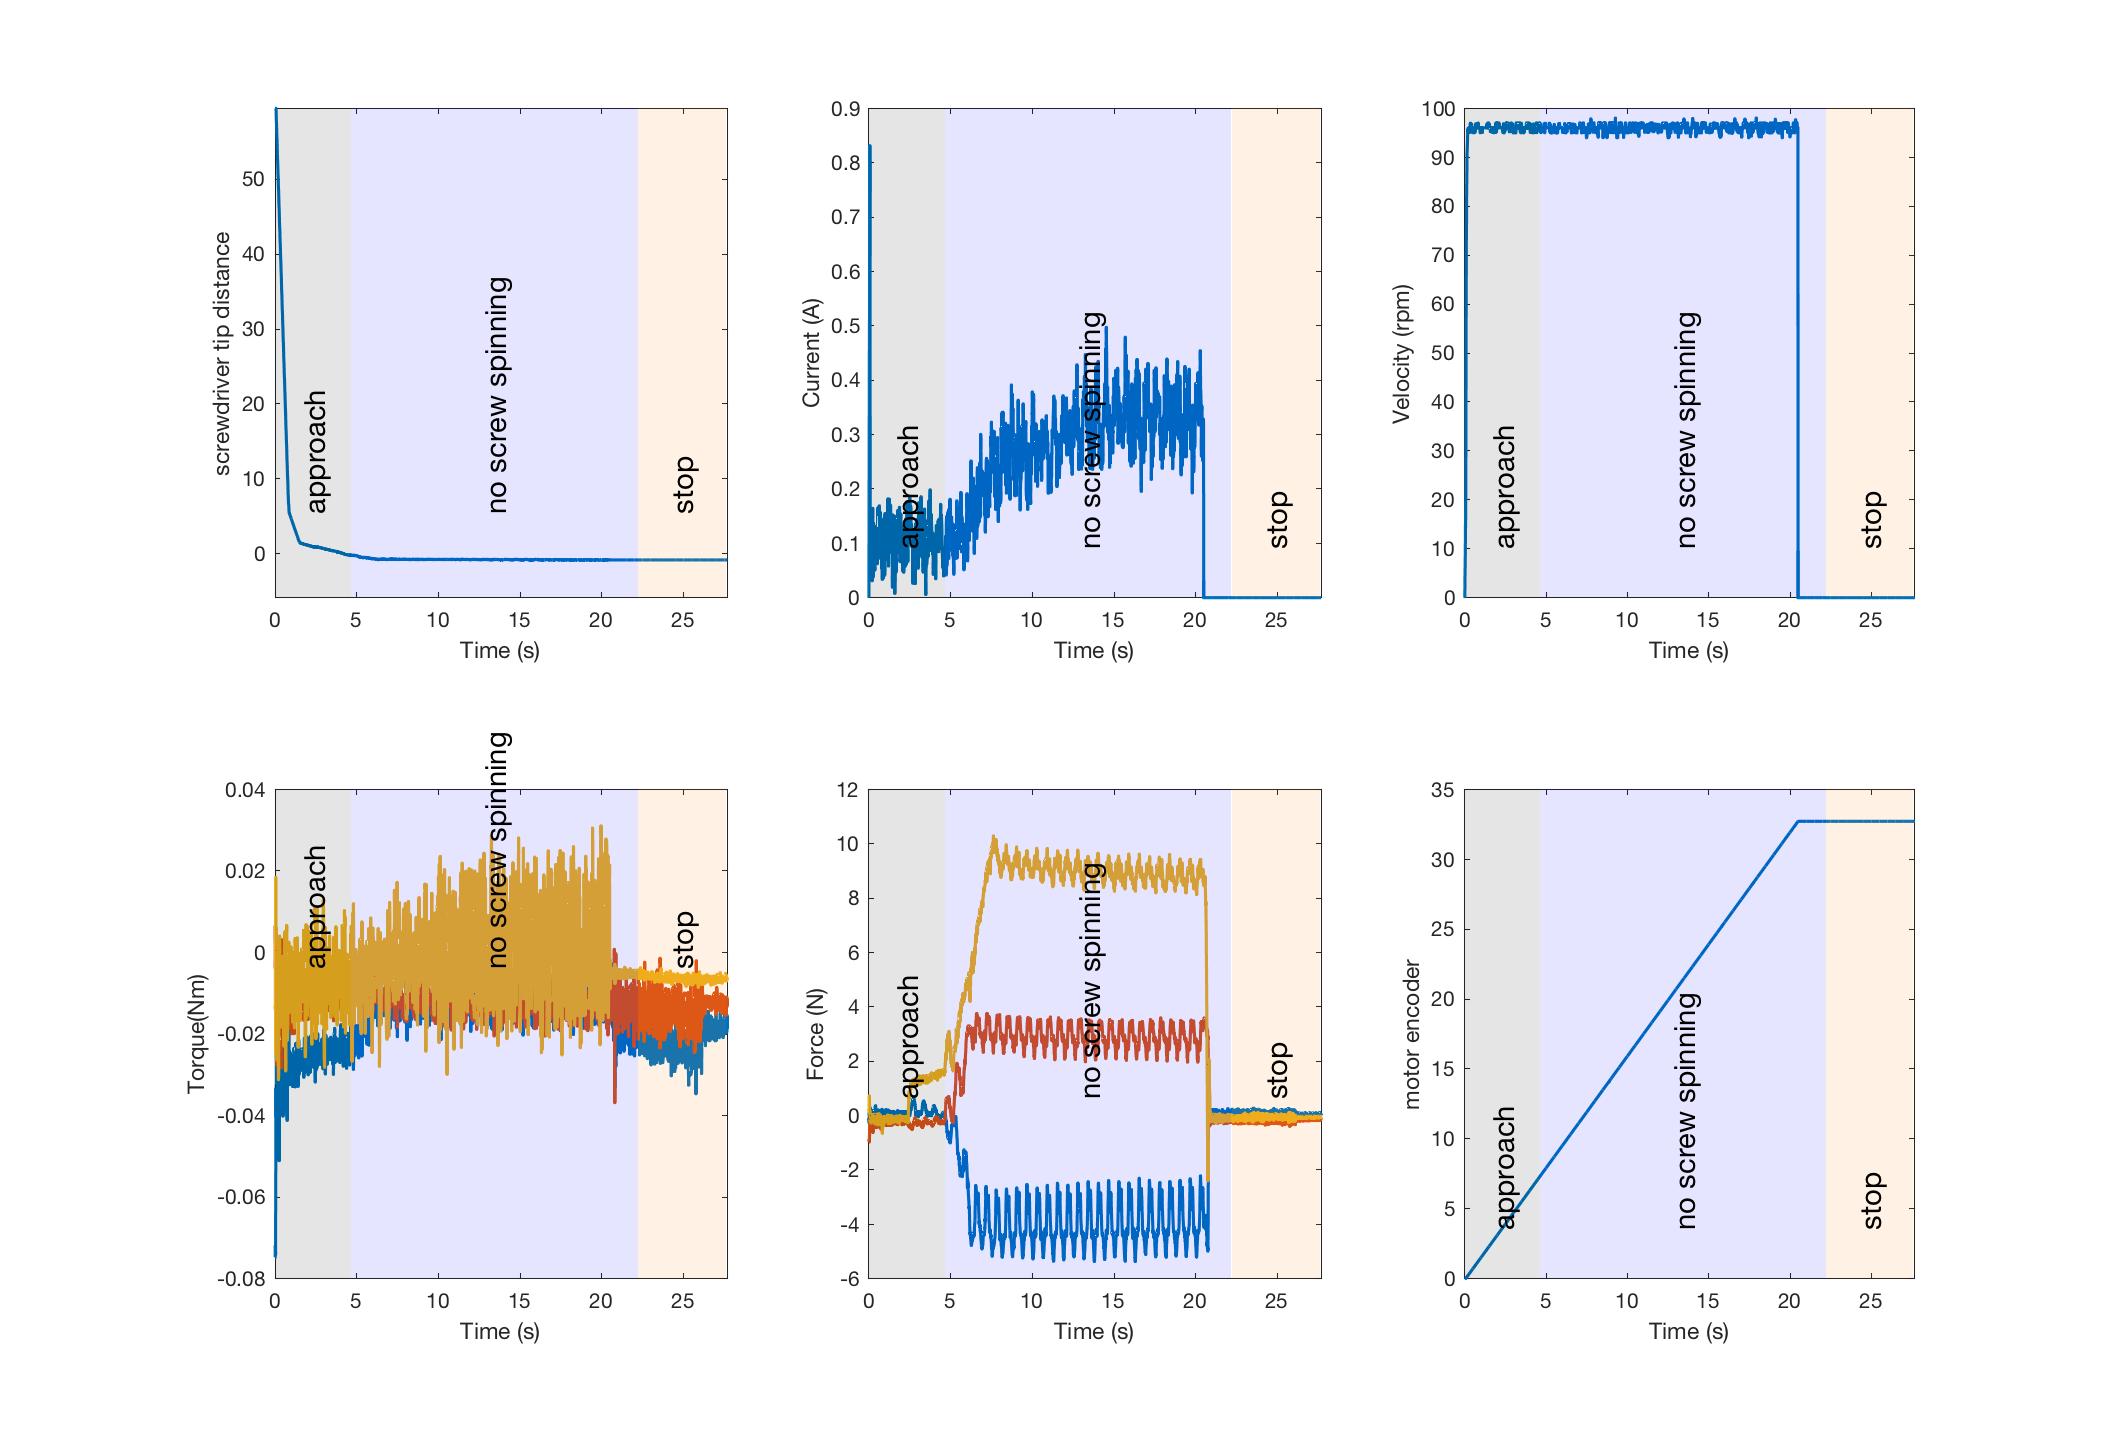 screwdriver tip distance
50
40
30
20
10
0
approach
no screw spinning
stop
0 5 10 15 20 25
Time (s)
Current (A)
0.9
0.8
0.7
0.6
0.5
0.4
0.3
0.2
0.1
0
approach
no screw spinning
stop
0 5 10 15 20 25
Time (s)
Velocity (rpm)
100
90
80
70
60
50
40
30
20
10
0
approach
no screw spinning
stop
0 5 10 15 20 25
Time (s)
Torque(Nm)
0.04
0.02
0
-0.02
-0.04
-0.06
-0.08
approach
no screw spinning
stop
0 5 10 15 20 25
Time (s)
Force (N)
12
10
8
6
4
2
0
-2
-4
-6
approach
no screw spinning
stop
0 5 10 15 20 25
Time (s)
motor encoder
35
30
25
20
15
10
5
0
approach
no screw spinning
stop
0 5 10 15 20 25
Time (s)